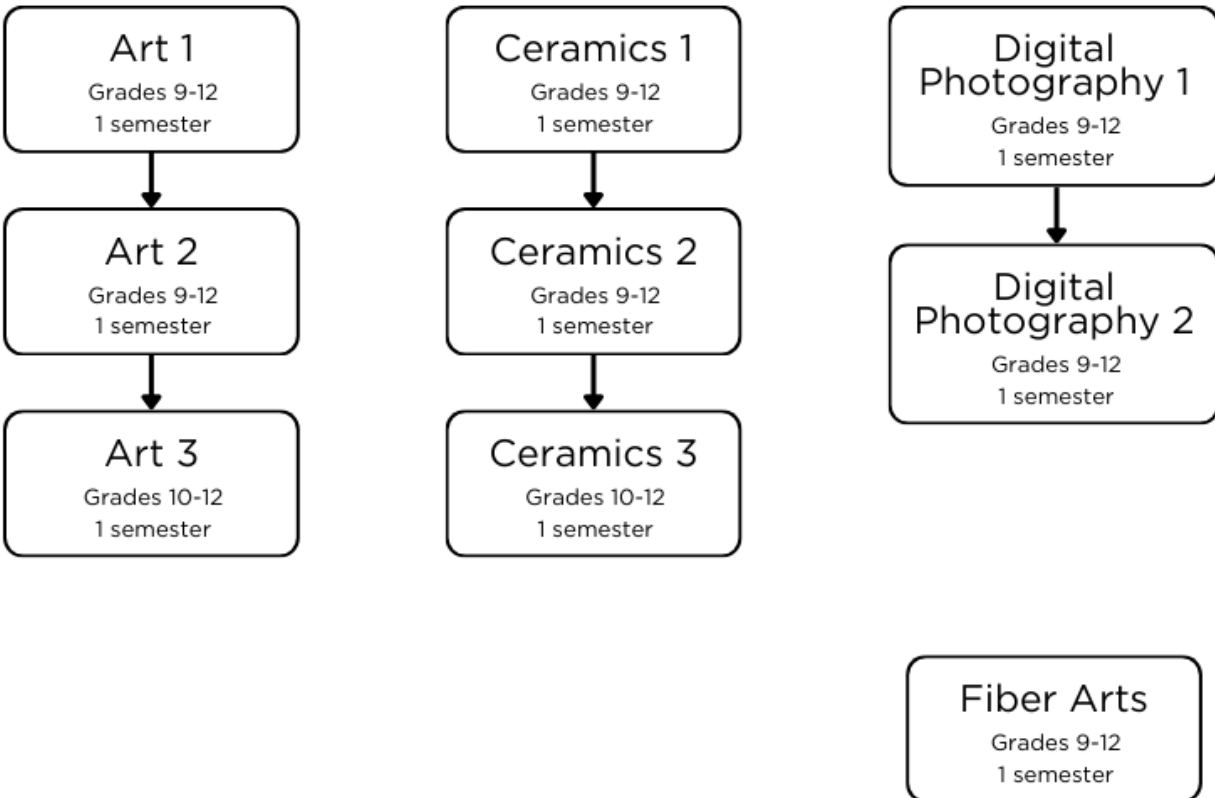 Art 1
Grades 9-12
1 semester
Art 2
Grades 9-12
1 semester
Art 3
Grades 10-12
1 semester
Ceramics 1
Grades 9-12
1 semester
Ceramics 2
Grades 9-12
1 semester
Ceramics 3
Grades 10-12
1 semester
Digital
Photography 1
Grades 9-12
1 semester
Digital
Photography 2
Grades 9-12
1 semester
Fiber Arts
Grades 9-12
1 semester